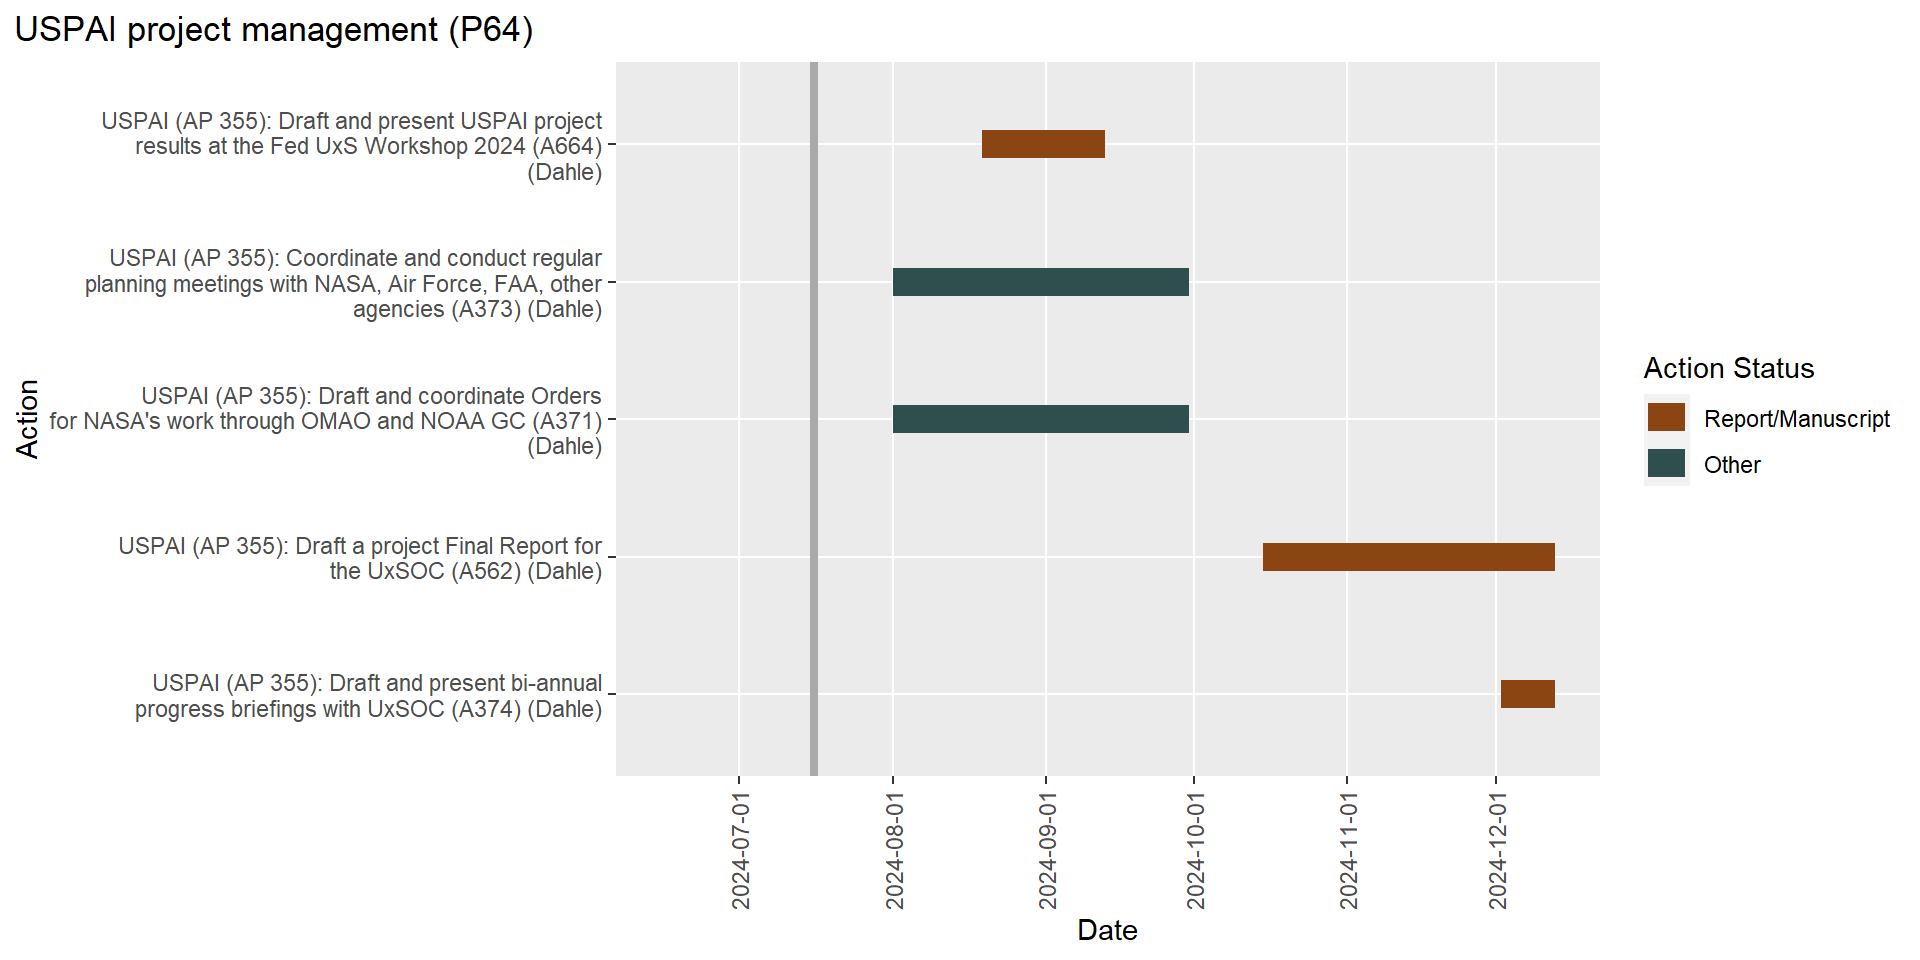 USPAI project management (P64)
USPAI (AP 355): Draft and present USPAI project
results at the Fed UxS Workshop 2024 (A664)
(Dahle)
USPAI (AP 355): Coordinate and conduct regular
planning meetings with NASA, Air Force, FAA, other
agencies (A373) (Dahle)
USPAI (AP 355): Draft and coordinate Orders
for NASA's work through OMAO and NOAA GC (A371)
(Dahle)
USPAI (AP 355): Draft a project Final Report for
the UxSOC (A562) (Dahle)
USPAI (AP 355): Draft and present bi-annual
progress briefings with UxSOC (A374) (Dahle)
Action
2024-07-01
2024-08-01
2024-09-01
2024-10-01
2024-11-01
2024-12-01
Date
Action Status
Report/Manuscript
Other